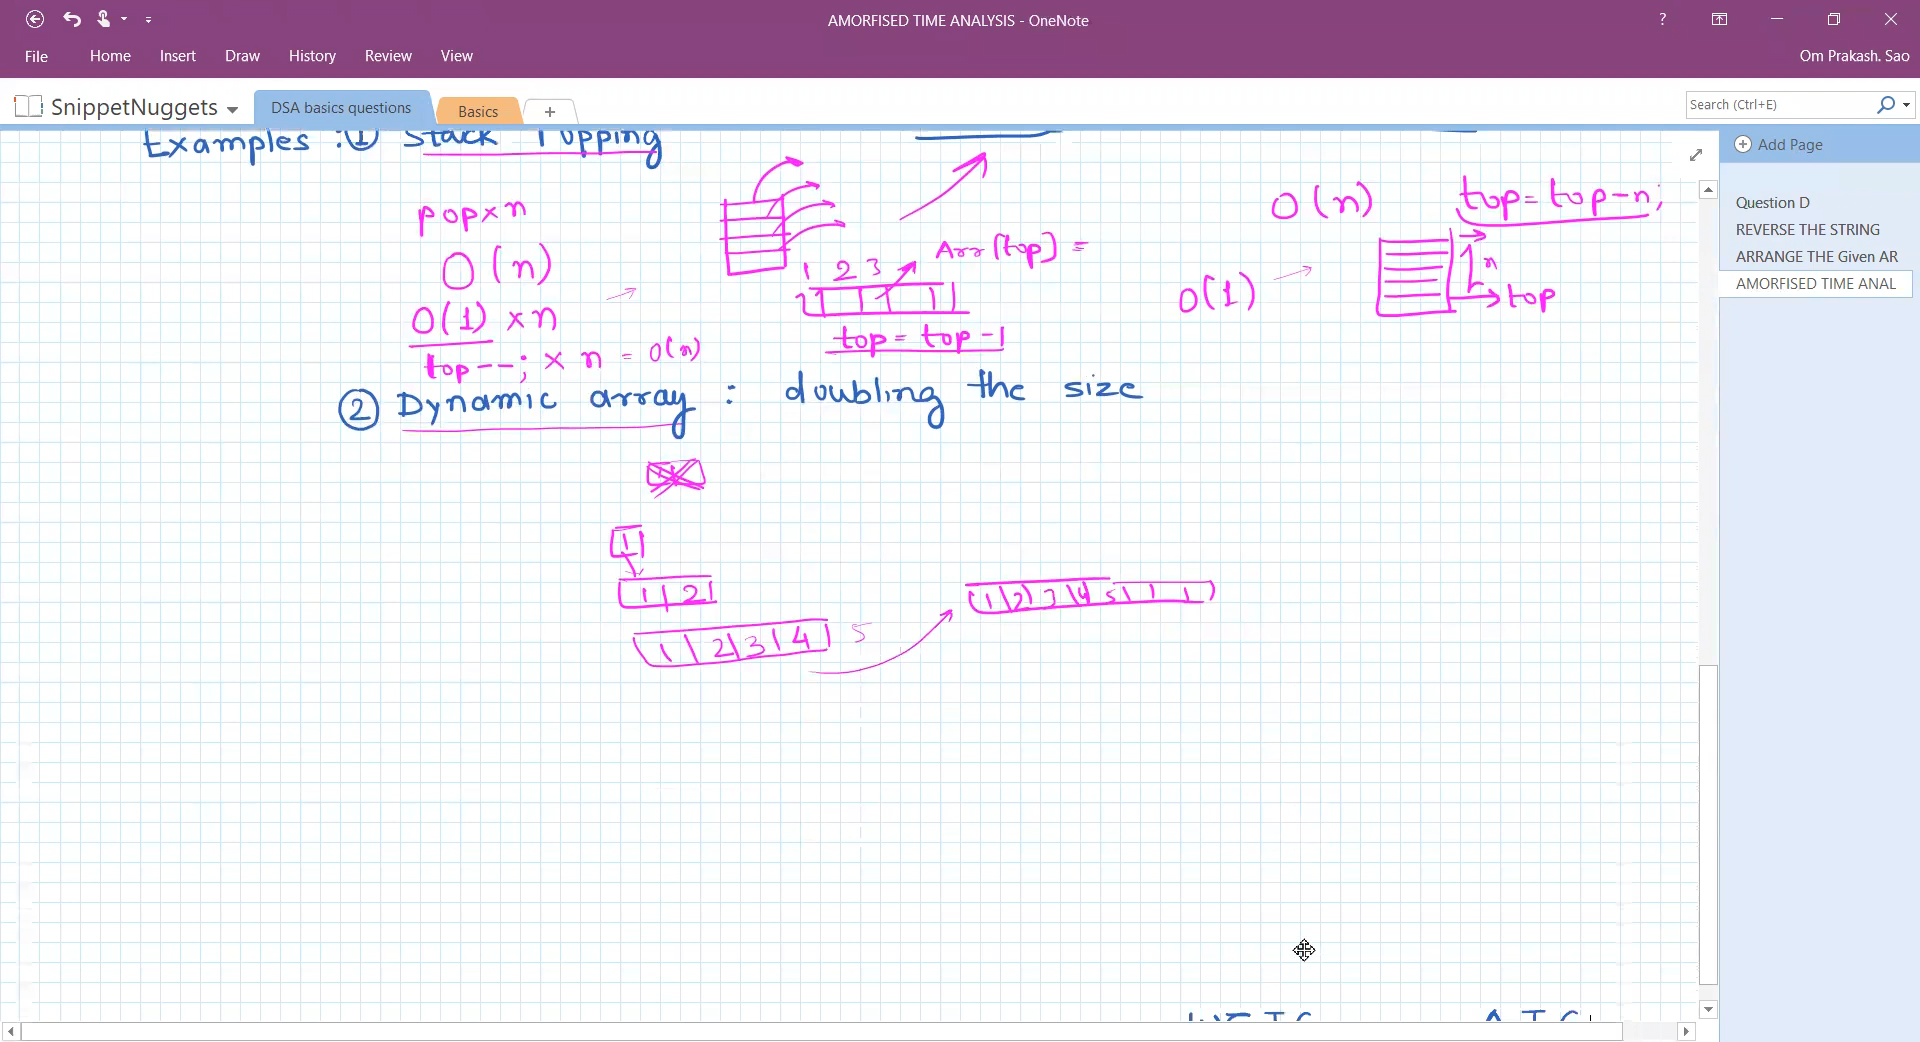 AMORFISED TIME ANALYSIS - OneNote
?
File Home Insert Draw History Review View
Om Prakash. Sao
SnippetNuggets
DSA basics questions
Basics
+
Search (Ctrl+E)
Add Page
Question D
REVERSE THE STRING
ARRANGE THE Given AR
AMORFISED TIME ANAL
Examples :① Stack Popping
pop×n
O(n)
O(1) × n
top--; × n = O(n)
Arr[top] =
1 2 3
top = top -1
O(n)
top = top-n;
O(1)
n
top
② Dynamic array : doubling the size
1
1 2
1 2 3 4 5
1 2 3 4 5